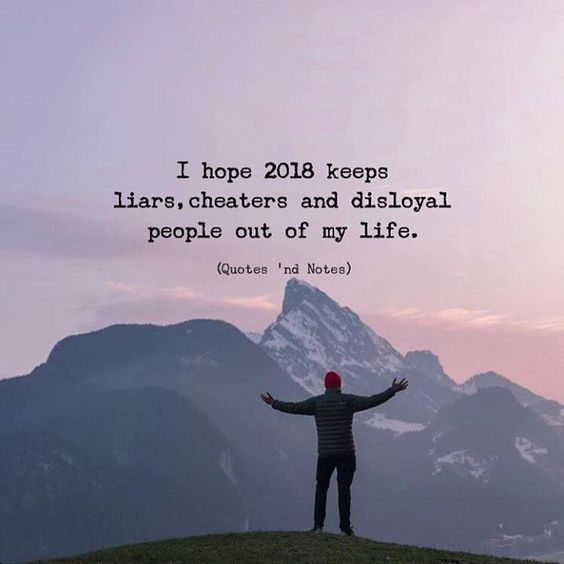 I hope 2018 keeps
liars,cheaters and disloyal
people out of my life.
(Quotes 'nd Notes)